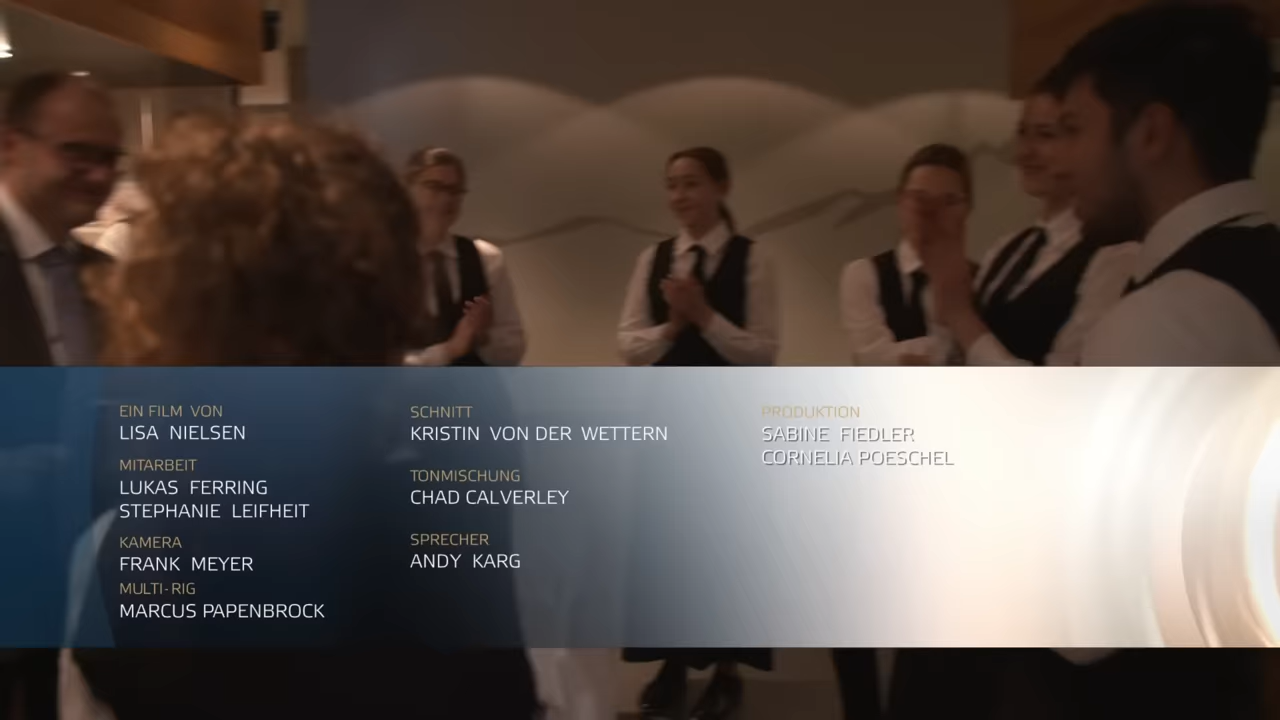 EIN FILM VON
LISA NIELSEN
MITARBEIT
LUKAS FERRING
STEPHANIE LEIFHEIT
KAMERA
FRANK MEYER
MULTI-RIG
MARCUS PAPENBROCK
SCHNITT
KRISTIN VON DER WETTERN
TONMISCHUNG
CHAD CALVERLEY
SPRECHER
ANDY KARG
PRODUKTION
SABINE FIEDLER
CORNELIA POESCHEL